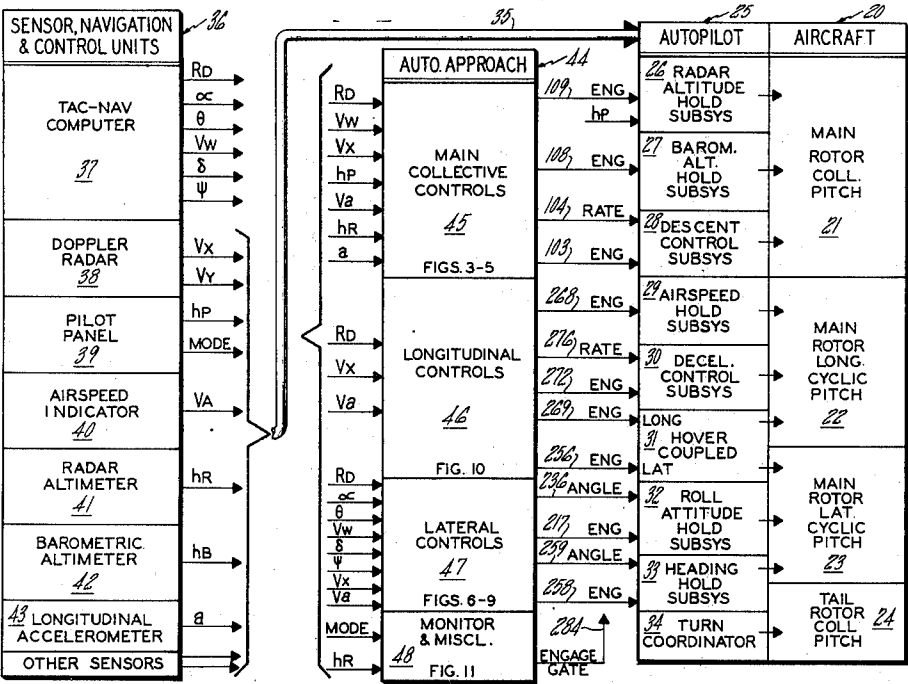 SENSOR, NAVIGATION
& CONTROL UNITS
36
TAC-NAV
COMPUTER
37
RD
∝
θ
VW
δ
ψ
DOPPLER
RADAR
38
VX
VY
PILOT
PANEL
39
hP
MODE
AIRSPEED
INDICATOR
40
VA
RADAR
ALTIMETER
41
hR
BAROMETRIC
ALTIMETER
42
hB
43 LONGITUDINAL
ACCELEROMETER
a
OTHER SENSORS
35
AUTO. APPROACH
44
RD
VW
VX
hP
Va
hR
a
MAIN
COLLECTIVE
CONTROLS
45
FIGS. 3-5
109, ENG
hP
108, ENG
104, RATE
103, ENG
RD
VX
Va
LONGITUDINAL
CONTROLS
46
FIG. 10
268, ENG
276, RATE
272, ENG
269, ENG
256, ENG
RD
∝
θ
VW
δ
ψ
VX
Va
LATERAL
CONTROLS
47
FIGS. 6-9
236, ANGLE
217, ENG
259, ANGLE
258, ENG
MODE
hR
MONITOR
& MISCL.
48
FIG. 11
284
ENGAGE
GATE
25
AUTOPILOT
26 RADAR
ALTITUDE
HOLD
SUBSYS
27 BAROM.
ALT.
HOLD
SUBSYS
28 DESCENT
CONTROL
SUBSYS
29 AIRSPEED
HOLD
SUBSYS
30 DECEL.
CONTROL
SUBSYS
LONG
31 HOVER
COUPLED
LAT
32 ROLL
ATTITUDE
HOLD
SUBSYS
33 HEADING
HOLD
SUBSYS
34 TURN
COORDINATOR
20
AIRCRAFT
MAIN
ROTOR
COLL.
PITCH
21
MAIN
ROTOR
LONG.
CYCLIC
PITCH
22
MAIN
ROTOR
LAT.
CYCLIC
PITCH
23
TAIL
ROTOR
COLL.
PITCH
24